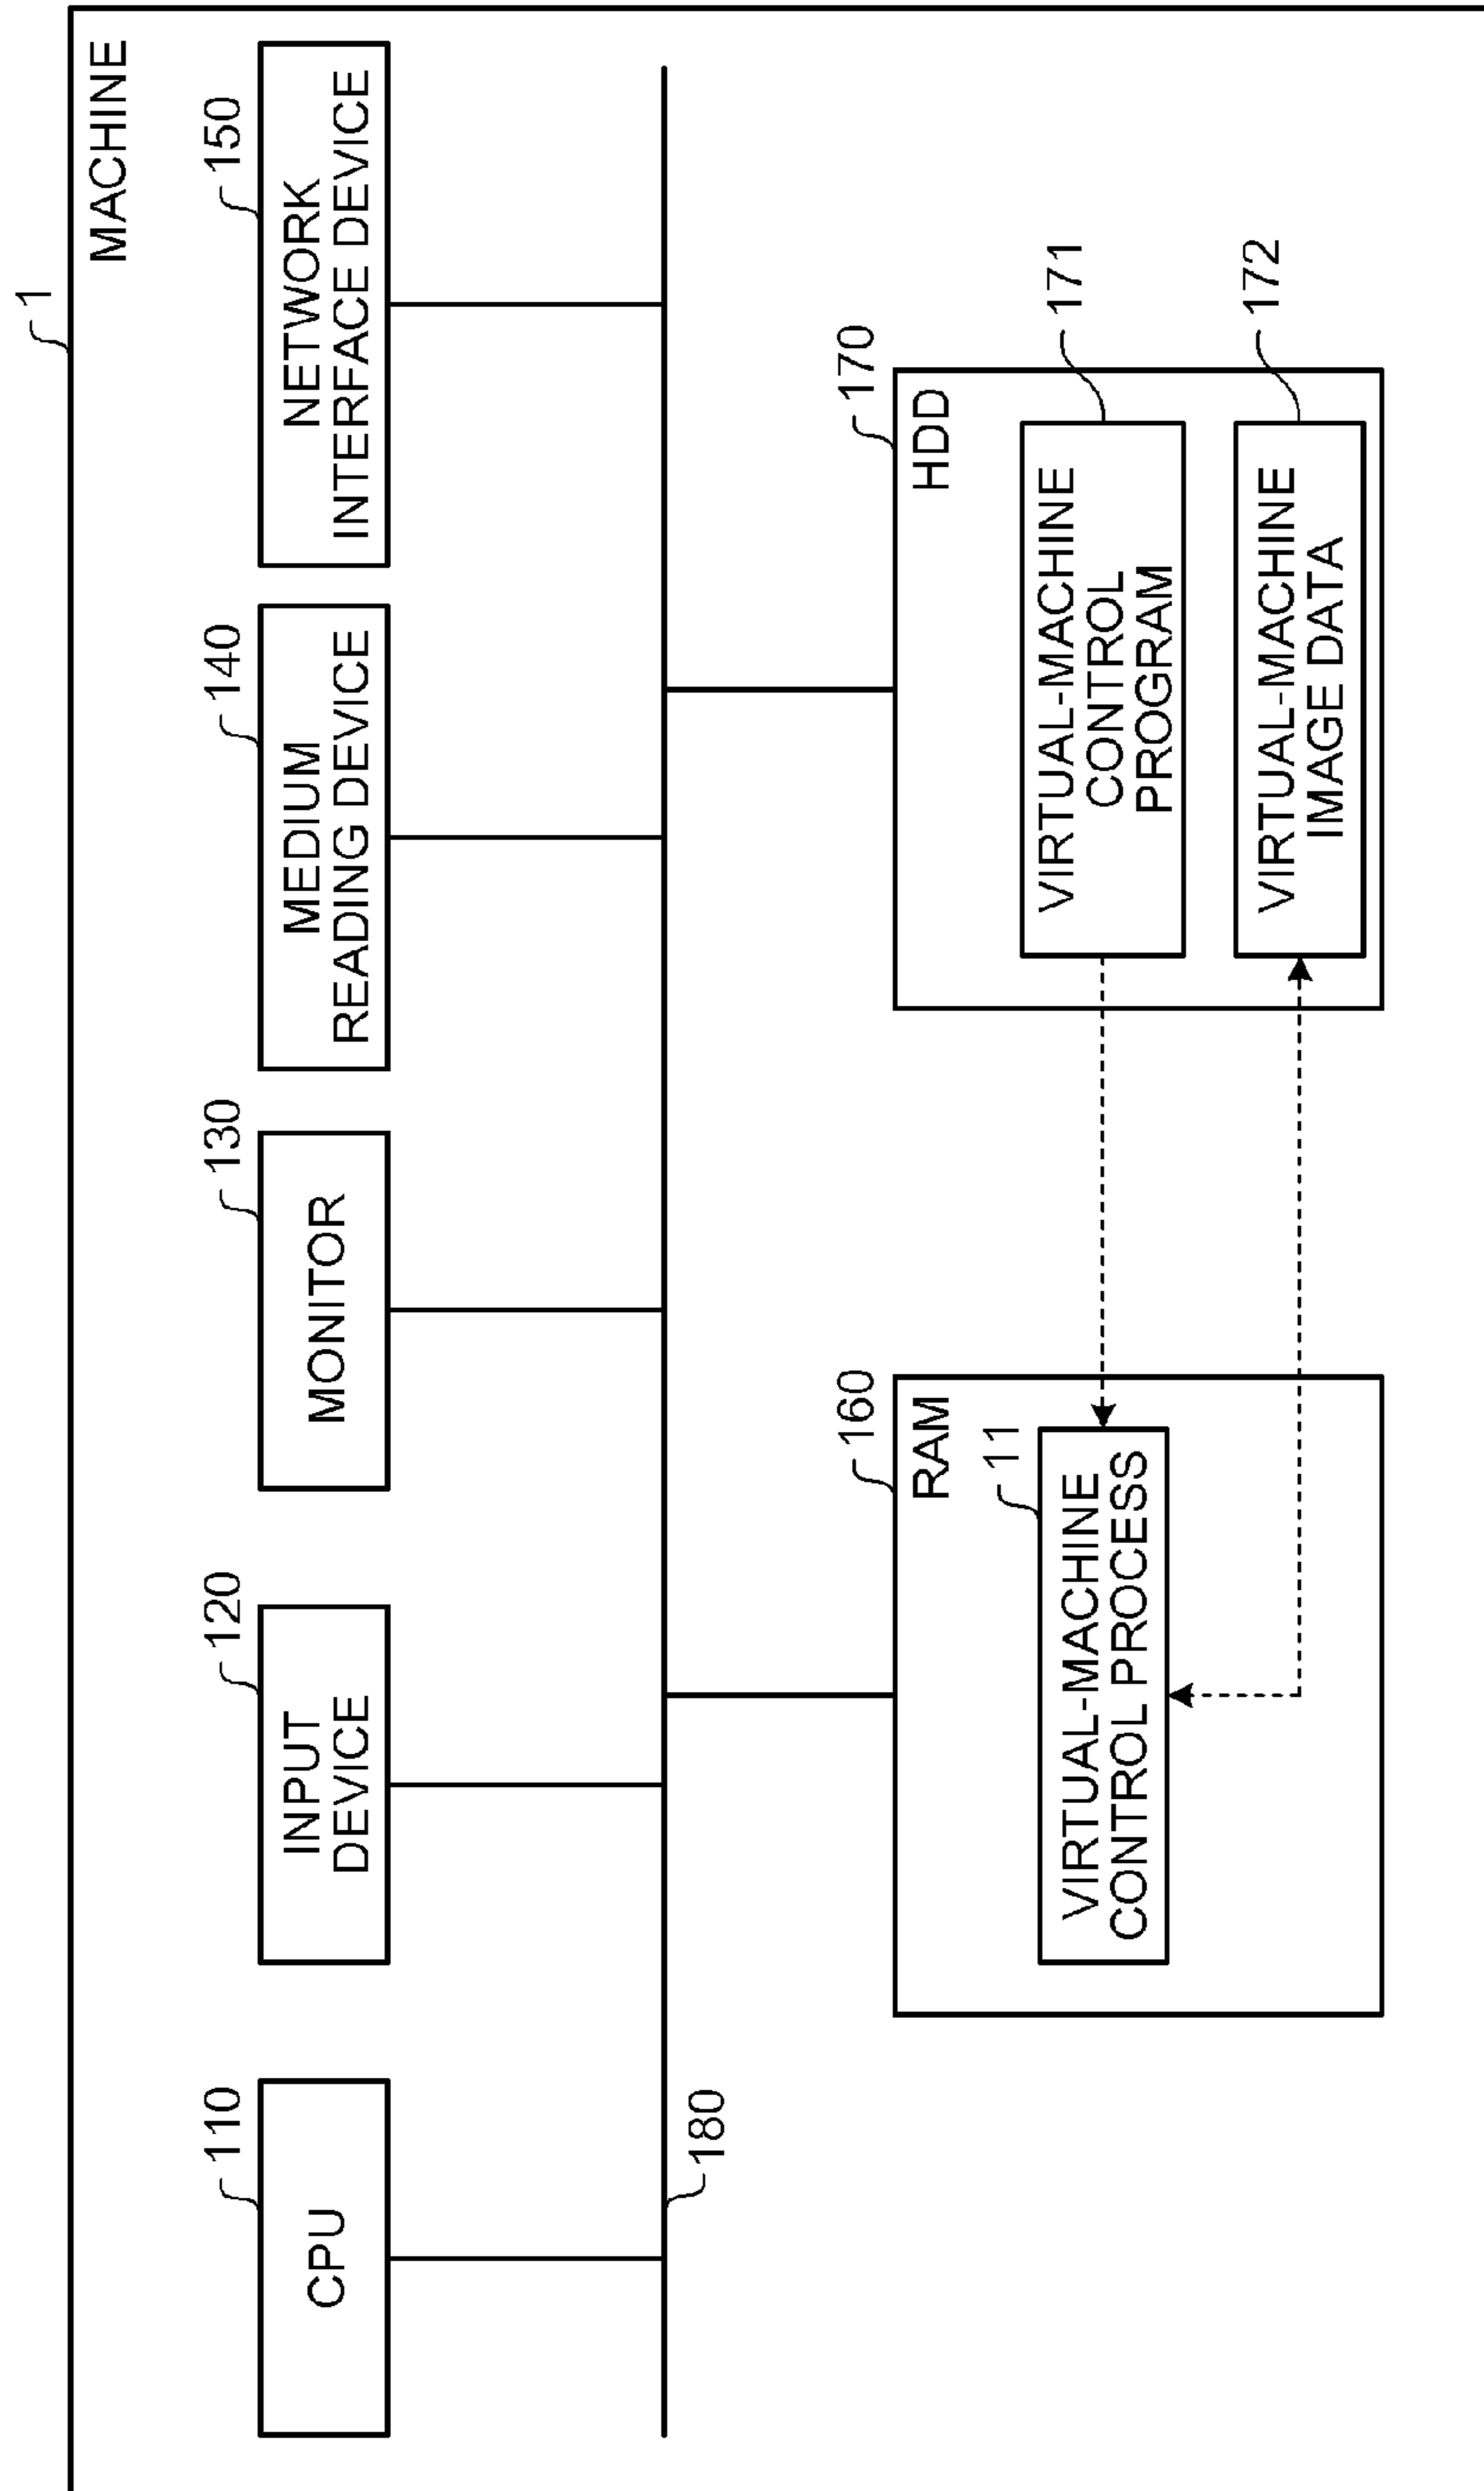 1
MACHINE
110
120
130
140
150
CPU
INPUT
DEVICE
MONITOR
MEDIUM
READING DEVICE
NETWORK
INTERFACE DEVICE
180
160
RAM
11
VIRTUAL-MACHINE
CONTROL PROCESS
170
HDD
VIRTUAL-MACHINE
CONTROL
PROGRAM
171
VIRTUAL-MACHINE
IMAGE DATA
172